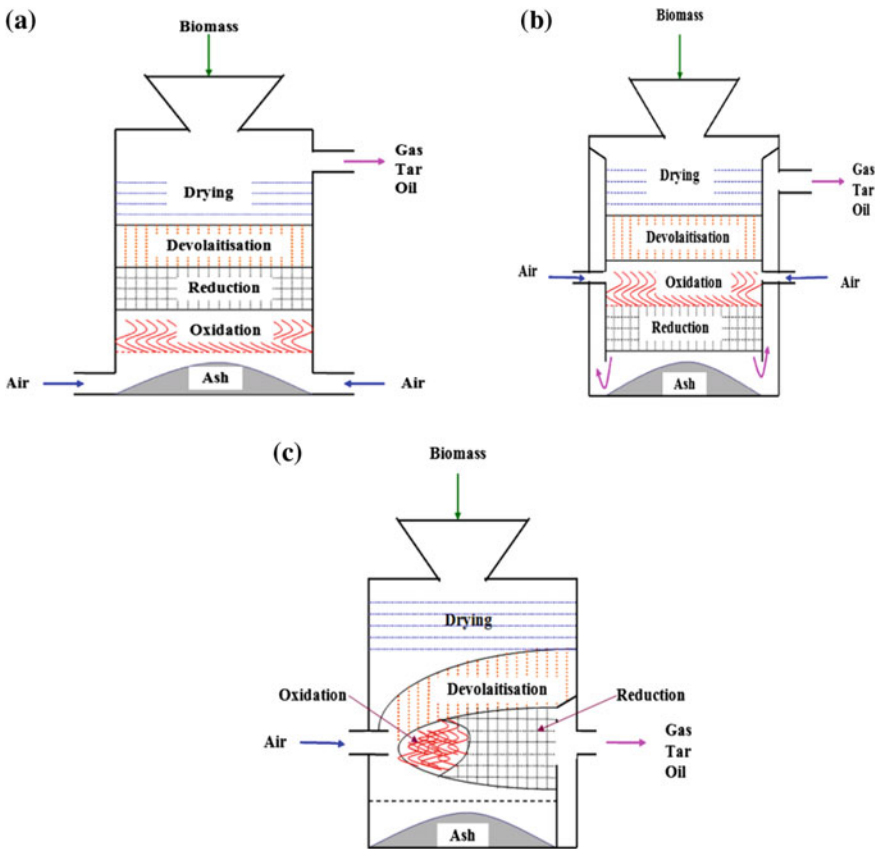 (a)
Biomass
Gas
Tar
Oil
Drying
Devolaitisation
Reduction
Oxidation
Air
Air
Ash
(b)
Biomass
Gas
Tar
Oil
Drying
Devolaitisation
Air
Oxidation
Air
Reduction
Ash
(c)
Biomass
Drying
Oxidation
Devolaitisation
Reduction
Air
Gas
Tar
Oil
Ash